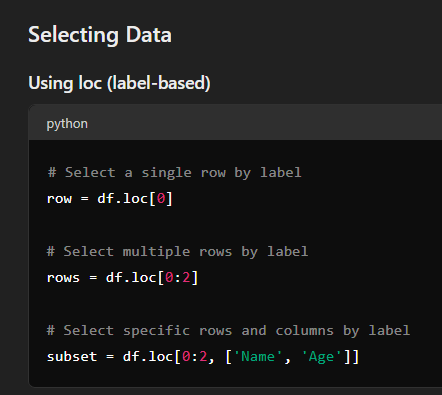 Selecting Data
Using loc (label-based)
python
# Select a single row by label
row = df.loc[0]
# Select multiple rows by label
rows = df.loc[0:2]
# Select specific rows and columns by label
subset = df.loc[0:2, ['Name', 'Age']]